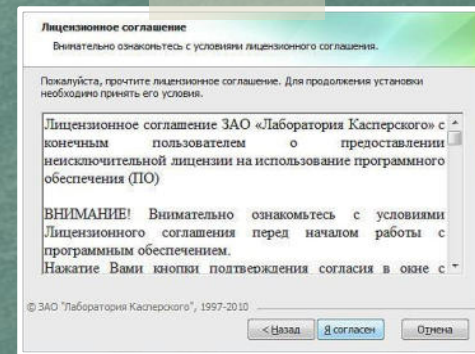 Лицензионное соглашение
Внимательно ознакомьтесь с условиями лицензионного соглашения.
Пожалуйста, прочтите лицензионное соглашение. Для продолжения установки
необходимо принять его условия.
Лицензионное соглашение ЗАО «Лаборатория Касперского» с
конечным пользователем о предоставлении
неисключительной лицензии на использование программного
обеспечения (ПО)
ВНИМАНИЕ! Внимательно ознакомьтесь с условиями
Лицензионного соглашения перед началом работы с
программным обеспечением.
Нажатие Вами кнопки подтверждения согласия в окне с
© ЗАО "Лаборатория Касперского", 1997-2010
< Назад Я согласен Отмена